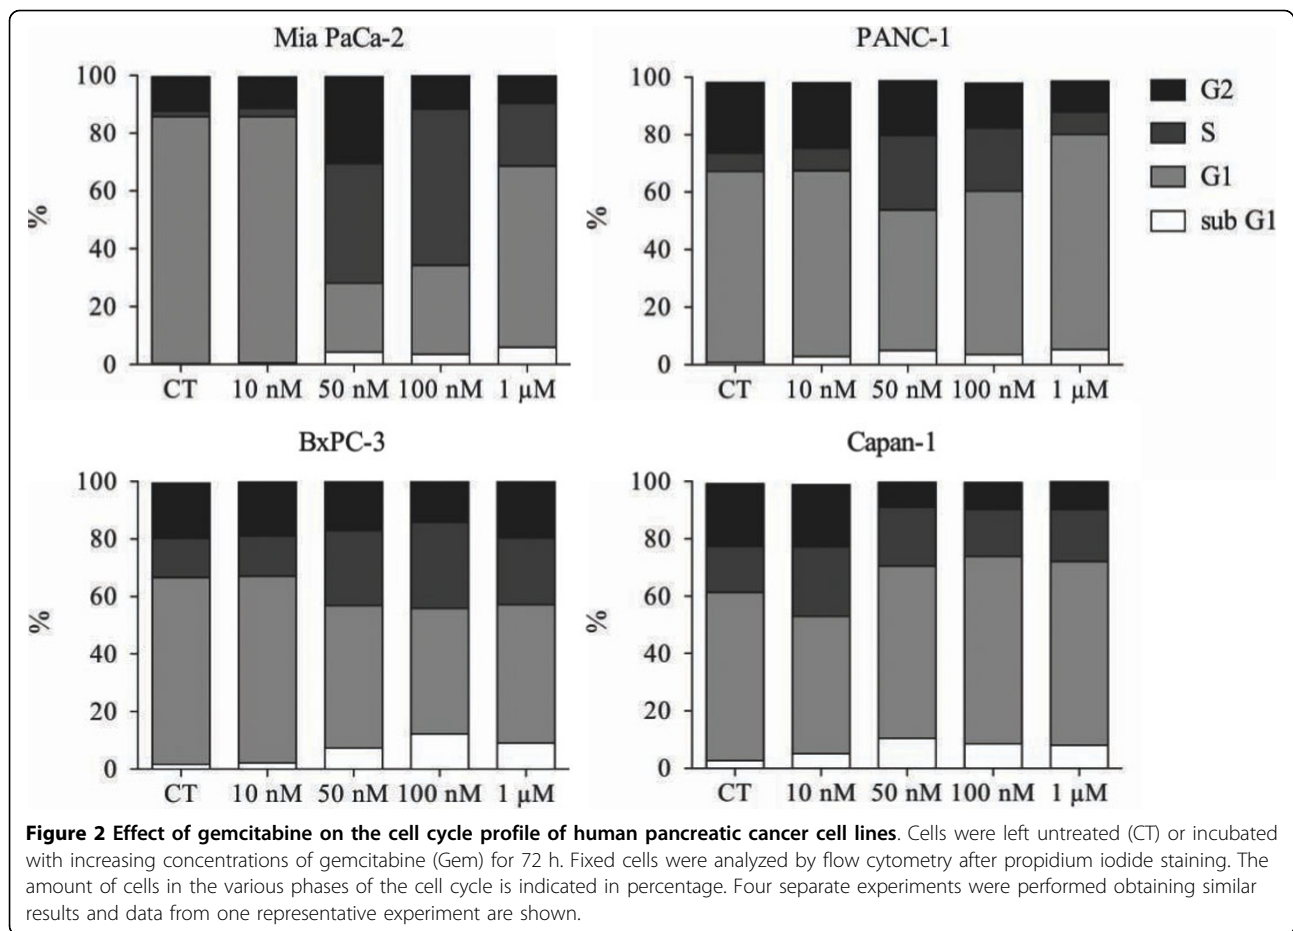 Mia PaCa-2
100
80
60
40
20
0
%
CT 10 nM 50 nM 100 nM 1 µM
PANC-1
100
80
60
40
20
0
%
CT 10 nM 50 nM 100 nM 1 µM
G2
S
G1
sub G1
BxPC-3
100
80
60
40
20
0
%
CT 10 nM 50 nM 100 nM 1 µM
Capan-1
100
80
60
40
20
0
%
CT 10 nM 50 nM 100 nM 1 µM
Figure 2 Effect of gemcitabine on the cell cycle profile of human pancreatic cancer cell lines. Cells were left untreated (CT) or incubated
with increasing concentrations of gemcitabine (Gem) for 72 h. Fixed cells were analyzed by flow cytometry after propidium iodide staining. The
amount of cells in the various phases of the cell cycle is indicated in percentage. Four separate experiments were performed obtaining similar
results and data from one representative experiment are shown.